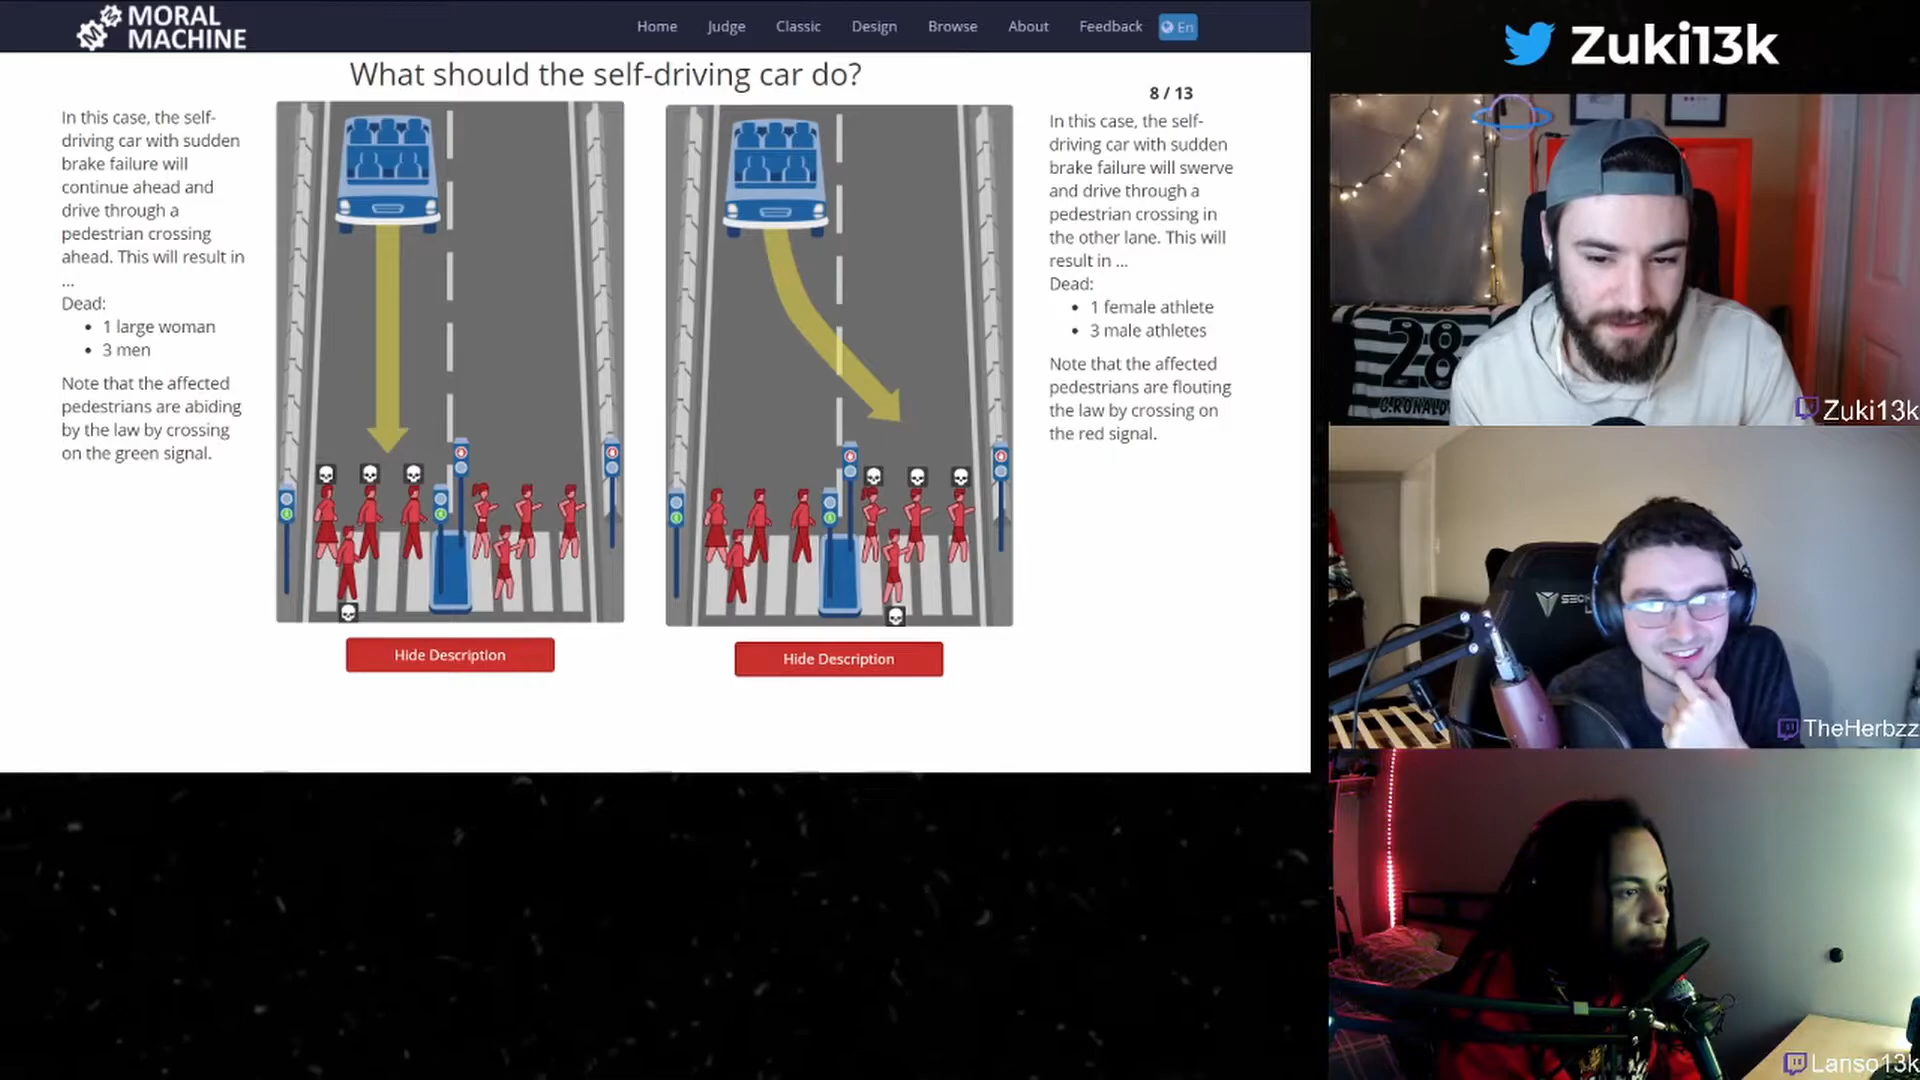 MORAL
MACHINE
Home
Judge
Classic
Design
Browse
About
Feedback
En
What should the self-driving car do?
8 / 13
In this case, the self-
driving car with sudden
brake failure will
continue ahead and
drive through a
pedestrian crossing
ahead. This will result in
...
Dead:
1 large woman
3 men
Note that the affected
pedestrians are abiding
by the law by crossing
on the green signal.
Hide Description
In this case, the self-
driving car with sudden
brake failure will swerve
and drive through a
pedestrian crossing in
the other lane. This will
result in ...
Dead:
1 female athlete
3 male athletes
Note that the affected
pedestrians are flouting
the law by crossing on
the red signal.
Hide Description
Zuki13k
28
C.RONALD
Zuki13k
TheHerbzz
Lanso13k